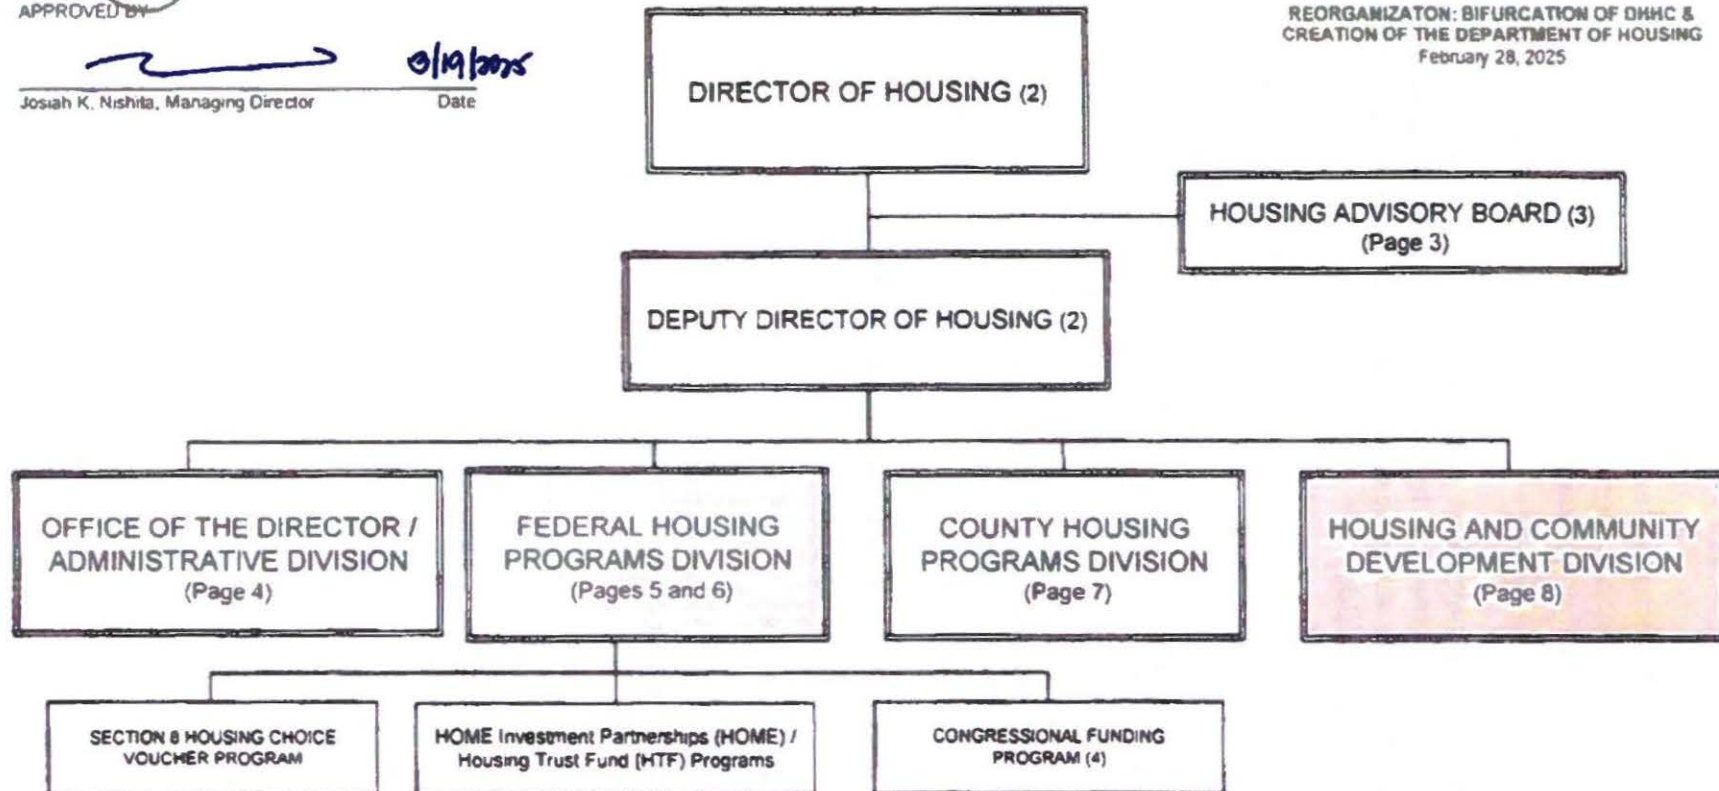 APPROVED BY
3/19/2025
Josiah K. Nishita, Managing Director
Date
REORGANIZATON: BIFURCATION OF DHHC &
CREATION OF THE DEPARTMENT OF HOUSING
February 28, 2025
DIRECTOR OF HOUSING (2)
HOUSING ADVISORY BOARD (3)
(Page 3)
DEPUTY DIRECTOR OF HOUSING (2)
OFFICE OF THE DIRECTOR /
ADMINISTRATIVE DIVISION
(Page 4)
FEDERAL HOUSING
PROGRAMS DIVISION
(Pages 5 and 6)
COUNTY HOUSING
PROGRAMS DIVISION
(Page 7)
HOUSING AND COMMUNITY
DEVELOPMENT DIVISION
(Page 8)
SECTION 8 HOUSING CHOICE
VOUCHER PROGRAM
HOME Investment Partnerships (HOME) /
Housing Trust Fund (HTF) Programs
CONGRESSIONAL FUNDING
PROGRAM (4)